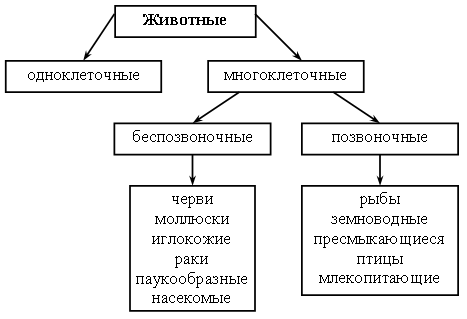 Животные
одноклеточные
многоклеточные
беспозвоночные
позвоночные
черви
моллюски
иглокожие
раки
паукообразные
насекомые
рыбы
земноводные
пресмыкающиеся
птицы
млекопитающие